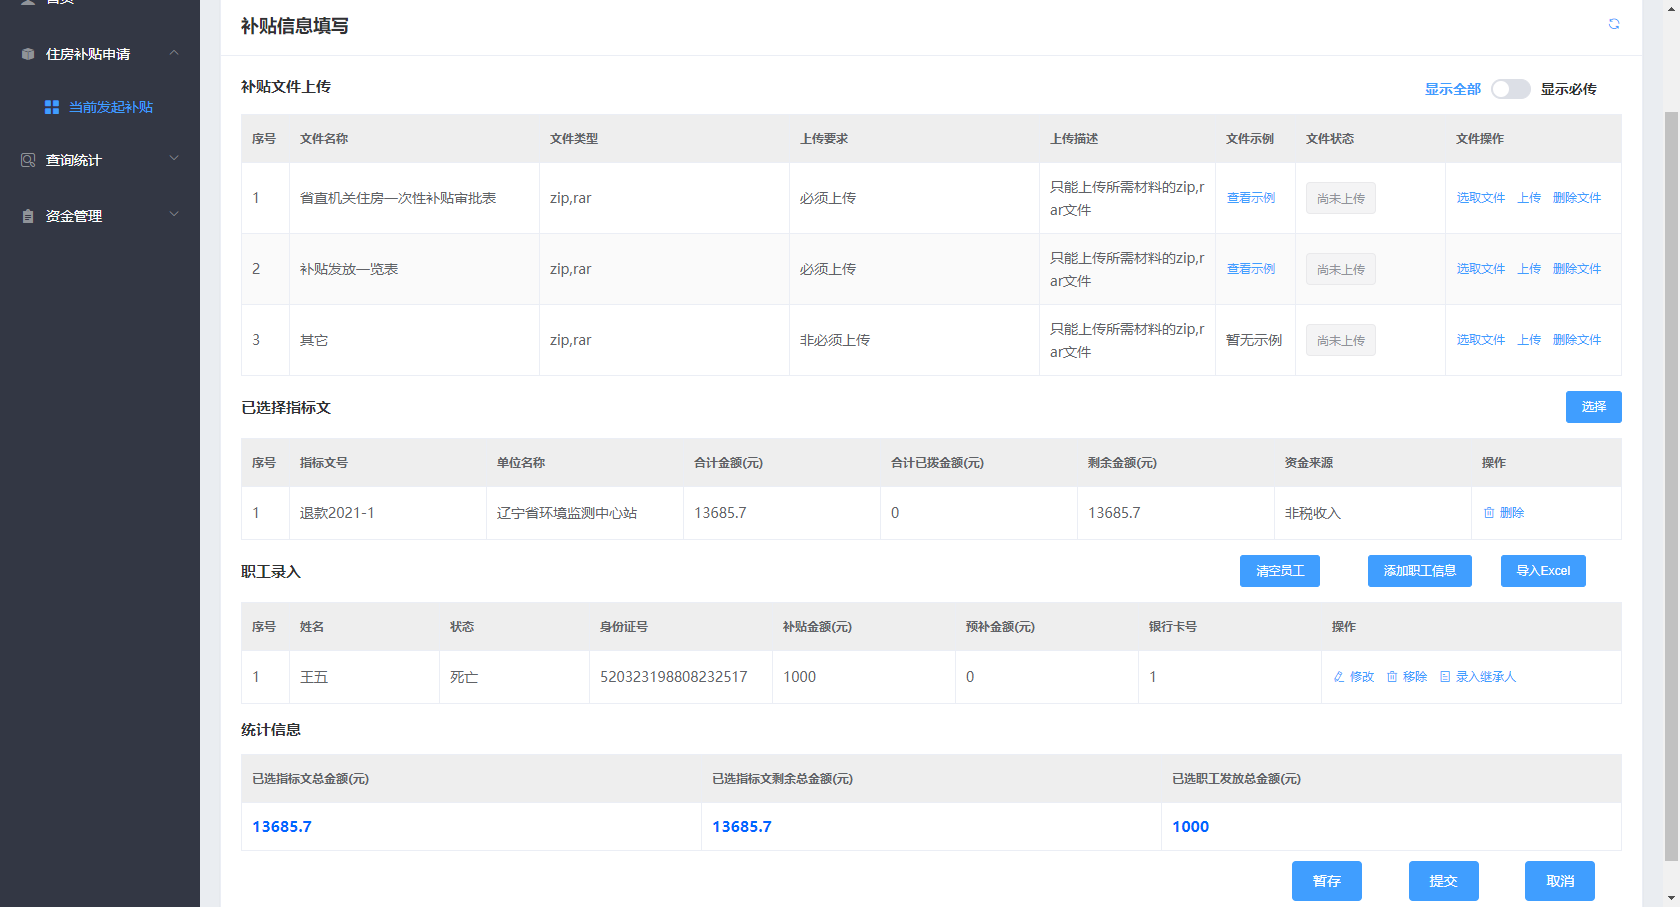 首页
住房补贴申请
当前发起补贴
查询统计
资金管理
补贴信息填写
补贴文件上传
显示全部 显示必传
序号 文件名称 文件类型 上传要求 上传描述 文件示例 文件状态 文件操作
1 省直机关住房一次性补贴审批表 zip,rar 必须上传 只能上传所需材料的zip,r
ar文件 查看示例 尚未上传 选取文件 上传 删除文件
2 补贴发放一览表 zip,rar 必须上传 只能上传所需材料的zip,r
ar文件 查看示例 尚未上传 选取文件 上传 删除文件
3 其它 zip,rar 非必须上传 只能上传所需材料的zip,r
ar文件 暂无示例 尚未上传 选取文件 上传 删除文件
已选择指标文 选择
序号 指标文号 单位名称 合计金额(元) 合计已拨金额(元) 剩余金额(元) 资金来源 操作
1 退款2021-1 辽宁省环境监测中心站 13685.7 0 13685.7 非税收入 删除
职工录入 清空员工 添加职工信息 导入Excel
序号 姓名 状态 身份证号 补贴金额(元) 预补金额(元) 银行卡号 操作
1 王五 死亡 520323198808232517 1000 0 1 修改 移除 录入继承人
统计信息
已选指标文总金额(元) 已选指标文剩余总金额(元) 已选职工发放总金额(元)
13685.7 13685.7 1000
暂存 提交 取消